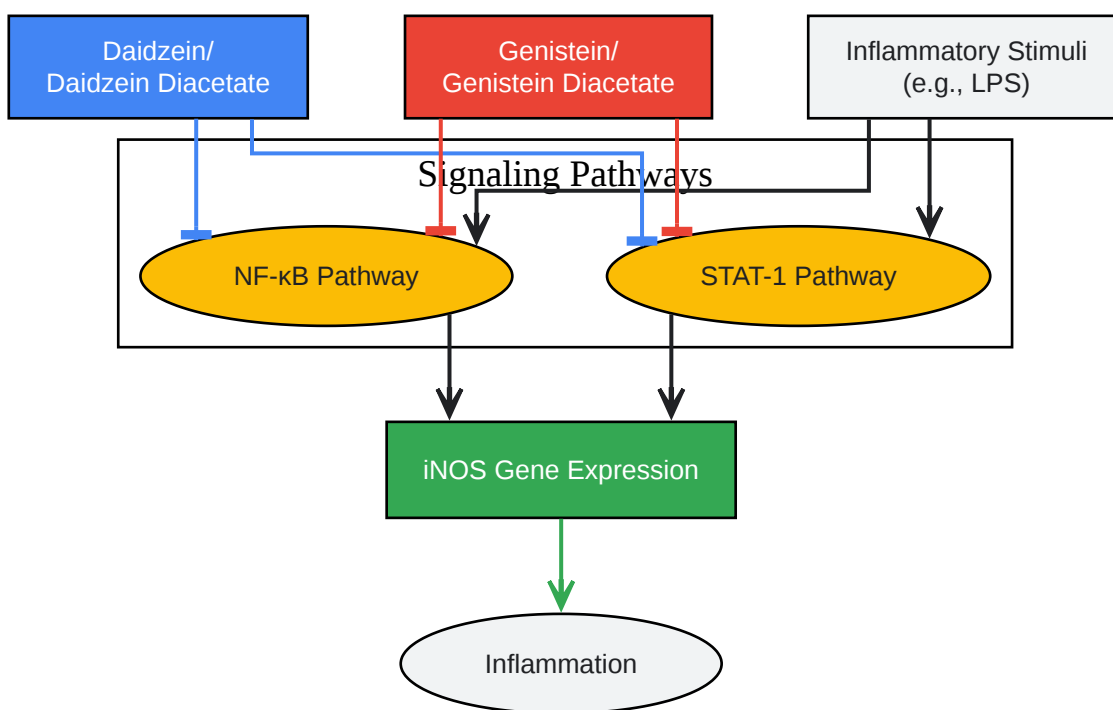 Daidzein/
Daidzein Diacetate
Genistein/
Genistein Diacetate
Inflammatory Stimuli
(e.g., LPS)
Signaling Pathways
NF-κB Pathway
STAT-1 Pathway
iNOS Gene Expression
Inflammation